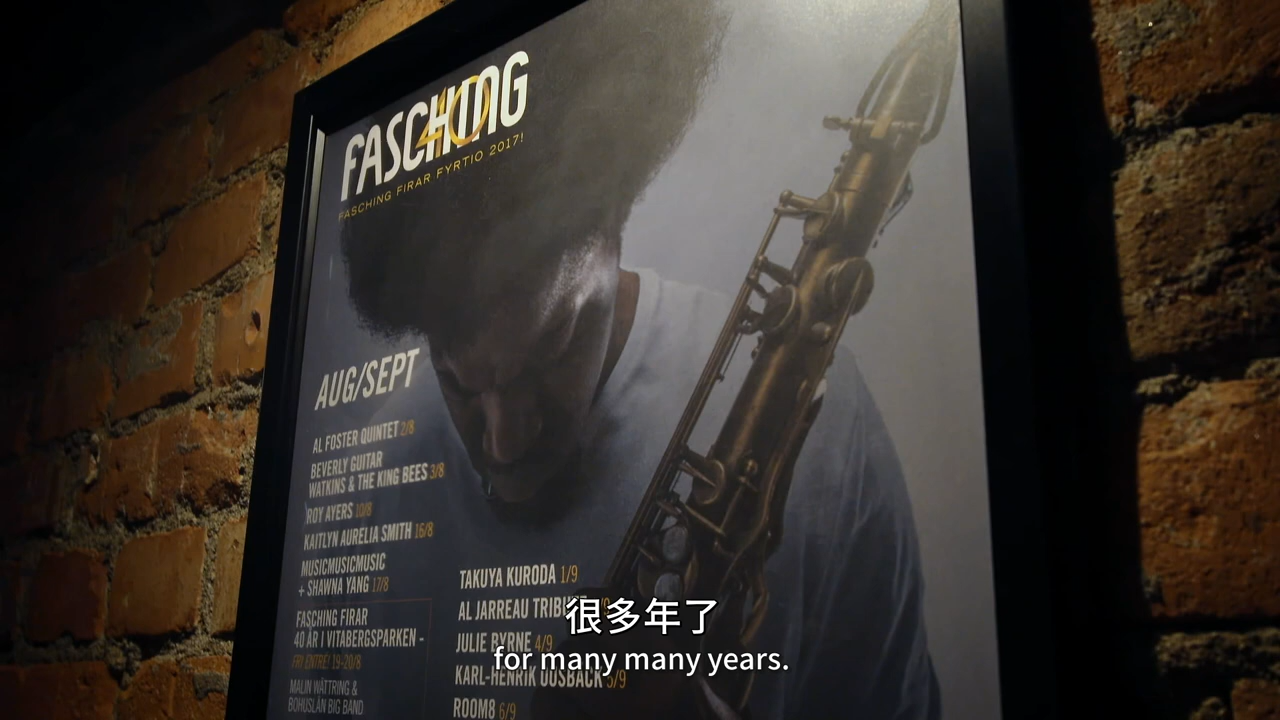 FASCHING
40
FASCHING FIRAR FYRTIO 2017!
AUG/SEPT
AL FOSTER QUINTET 2/8
BEVERLY GUITAR
WATKINS & THE KING BEES 3/8
ROY AYERS 10/8
KAITLYN AURELIA SMITH 16/8
MUSICMUSICMUSIC
+ SHAWNA YANG 17/8
FASCHING FIRAR
40 ÅR I VITABERGSPARKEN –
FRI ENTRÉ! 19-20/8
MALIN WÄTTRING &
BOHUSLÄN BIG BAND
TAKUYA KURODA 1/9
AL JARREAU
JULIE BYRNE 4/9
KARL-HENRIK OUSBÄCK 5/9
ROOM8 6/9
很多年了
for many many years.